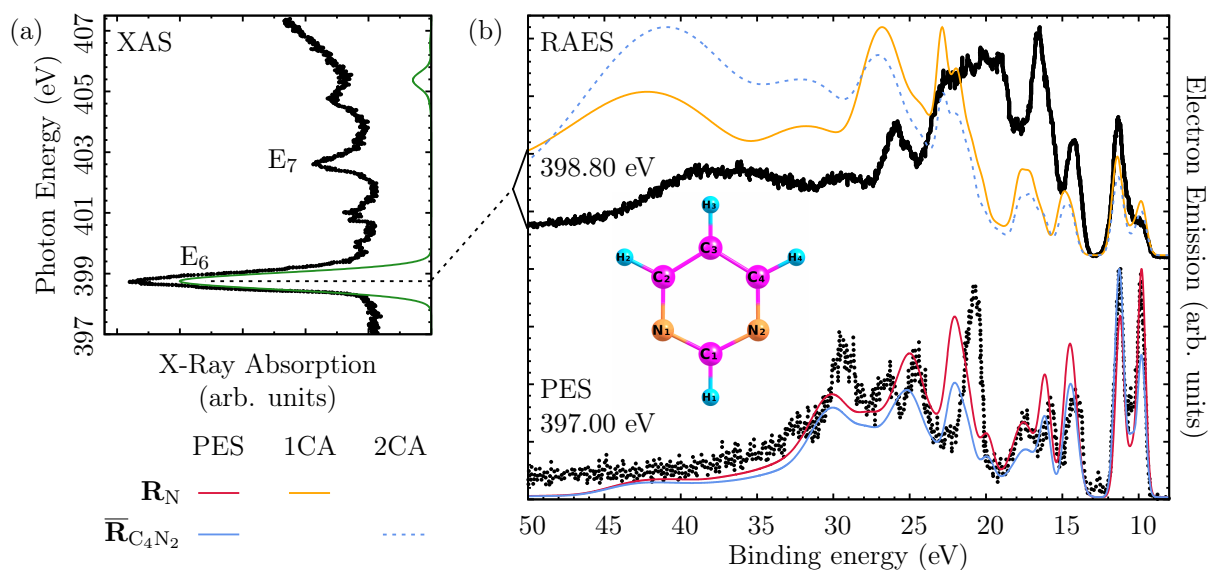 (a)
XAS
E₇
E₆
407
405
403
401
399
397
Photon Energy (eV)
X-Ray Absorption
(arb. units)
PES 1CA 2CA
R_N
R̅_C₄N₂
(b)
RAES
398.80 eV
H₃
H₂ C₃ H₄
C₂ C₄
N₁ N₂
C₁
H₁
PES
397.00 eV
50 45 40 35 30 25 20 15 10
Binding energy (eV)
Electron Emission (arb. units)